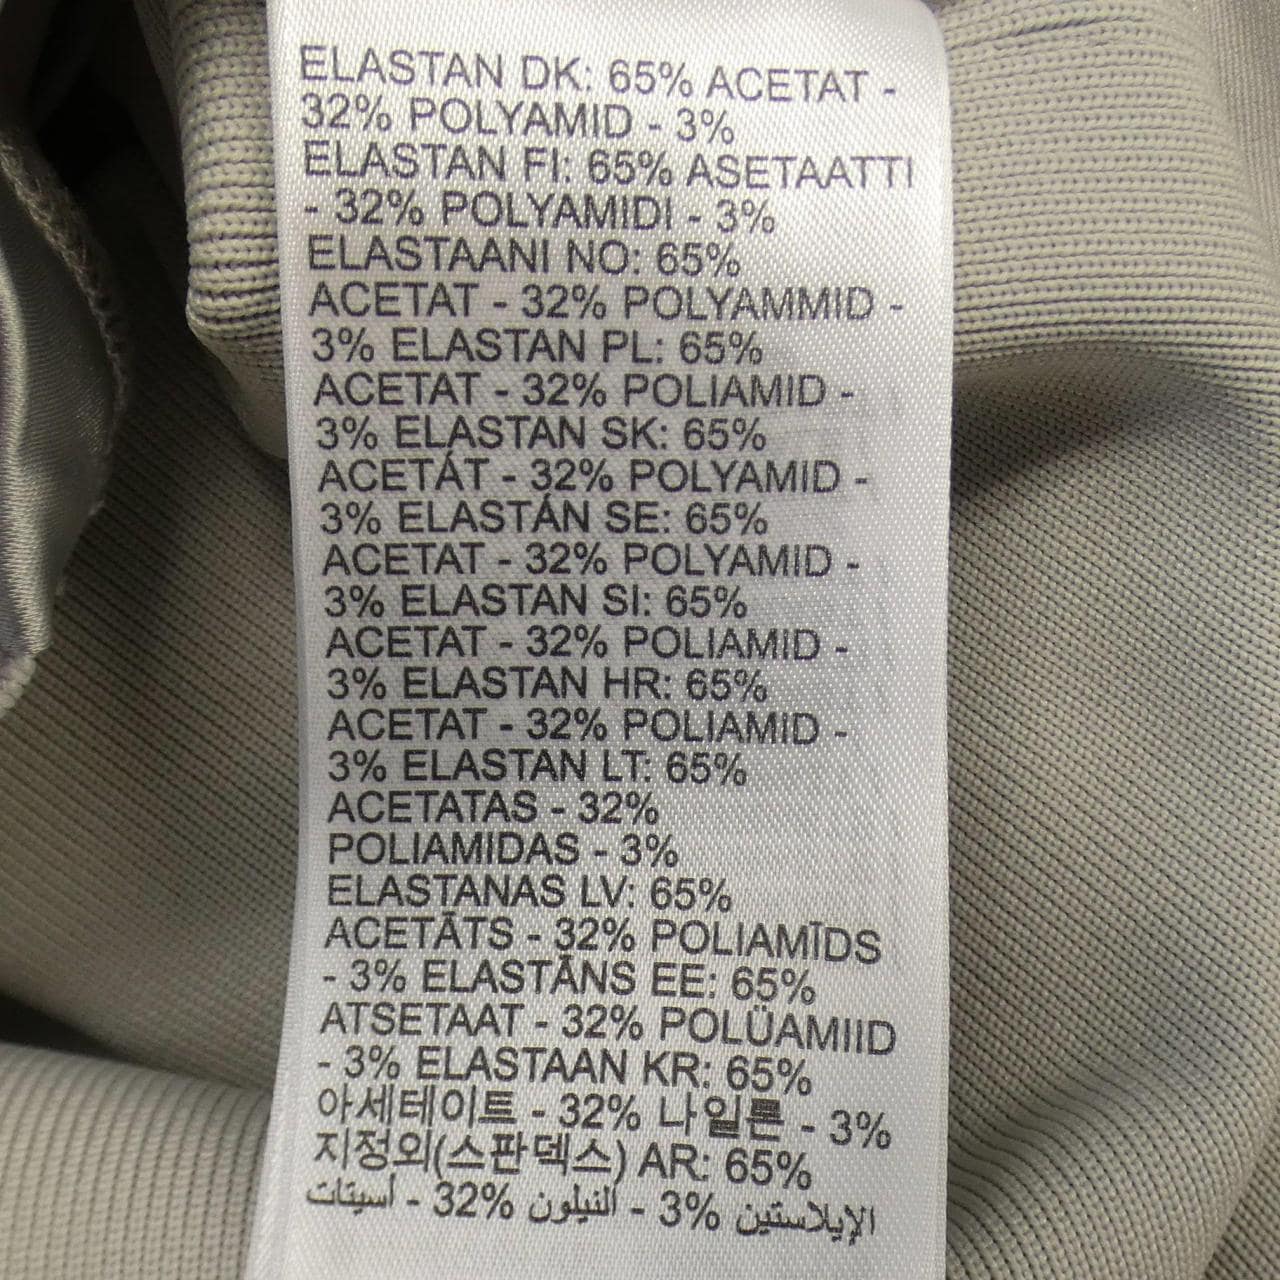 ELASTAN DK: 65% ACETAT -
32% POLYAMID - 3%
ELASTAN FI: 65% ASETAATTI
- 32% POLYAMIDI - 3%
ELASTAANI NO: 65%
ACETAT - 32% POLYAMMID -
3% ELASTAN PL: 65%
ACETAT - 32% POLIAMID -
3% ELASTAN SK: 65%
ACETÁT - 32% POLYAMID -
3% ELASTÁN SE: 65%
ACETAT - 32% POLYAMID -
3% ELASTAN SI: 65%
ACETAT - 32% POLIAMID -
3% ELASTAN HR: 65%
ACETAT - 32% POLIAMID -
3% ELASTAN LT: 65%
ACETATAS - 32%
POLIAMIDAS - 3%
ELASTANAS LV: 65%
ACETĀTS - 32% POLIAMĪDS
- 3% ELASTĀNS EE: 65%
ATSETAAT - 32% POLÜAMIID
- 3% ELASTAAN KR: 65%
아세테이트 - 32% 나일론 - 3%
지정외(스판덱스) AR: 65%
أسيتات - 32% النيلون - 3% الإيلاستين